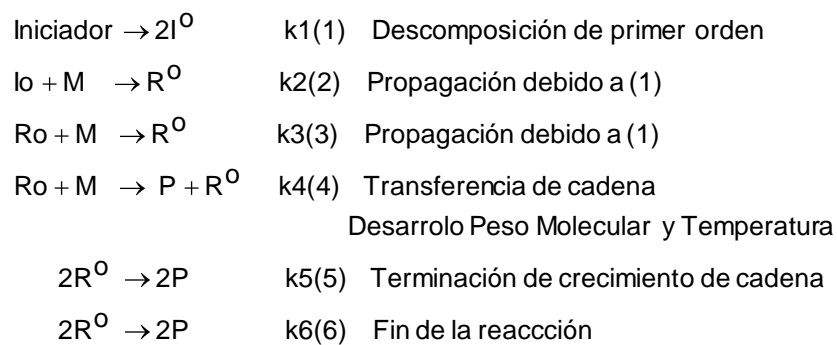 Iniciador → 2I° k1(1) Descomposición de primer orden
Io + M → R° k2(2) Propagación debido a (1)
Ro + M → R° k3(3) Propagación debido a (1)
Ro + M → P + R° k4(4) Transferencia de cadena
Desarrolo Peso Molecular y Temperatura
2R° → 2P k5(5) Terminación de crecimiento de cadena
2R° → 2P k6(6) Fin de la reaccción